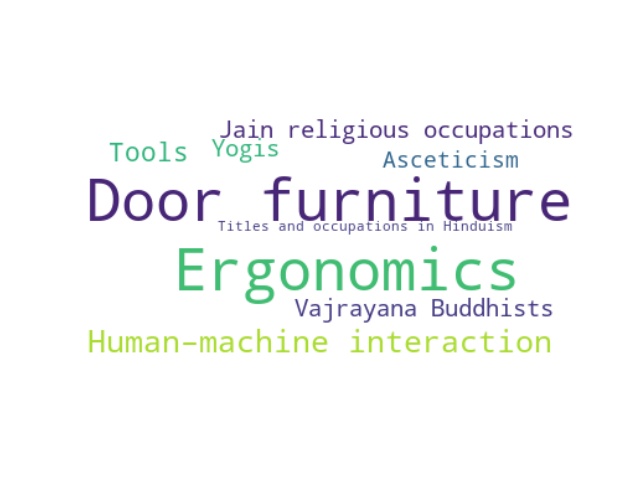 Jain religious occupations
Tools
Yogis
Asceticism
Door furniture
Titles and occupations in Hinduism
Ergonomics
Vajrayana Buddhists
Human–machine interaction